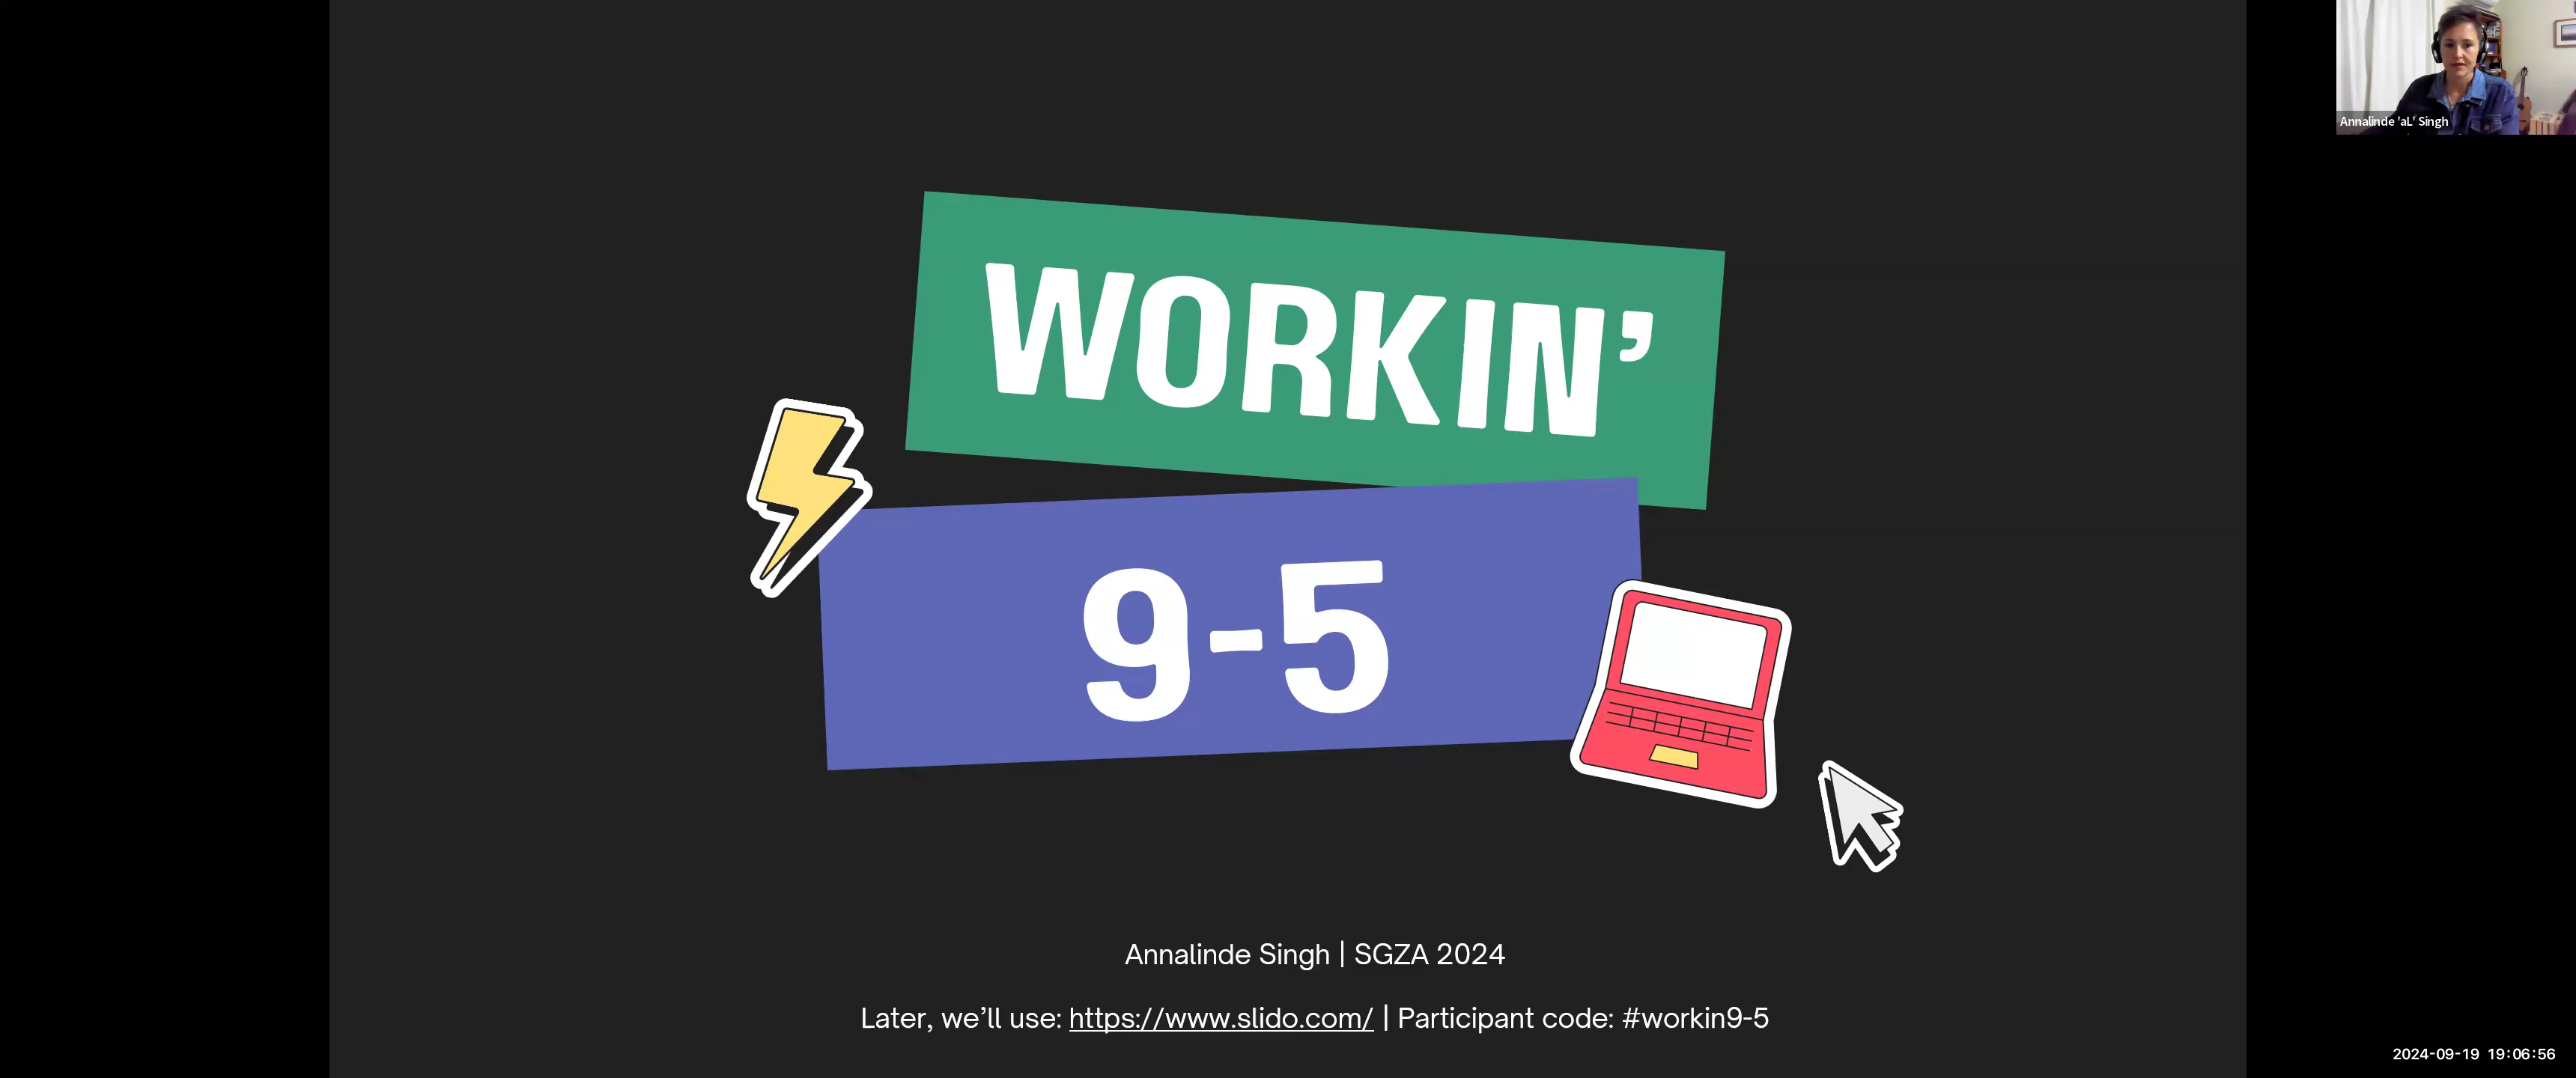 Annalinde 'aL' Singh
WORKIN’
9-5
Annalinde Singh | SGZA 2024
Later, we’ll use: https://www.slido.com/ | Participant code: #workin9-5
2024-09-19 19:06:56